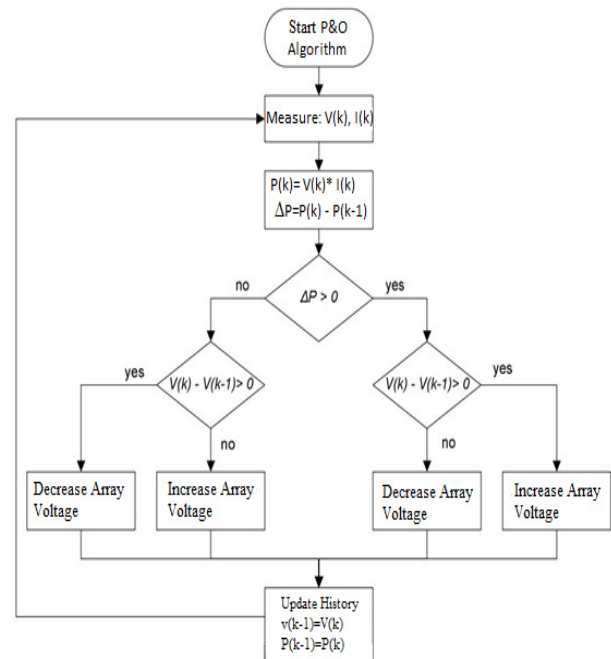 Start P&O
Algorithm
Measure: V(k), I(k)
P(k)= V(k)* I(k)
ΔP=P(k) - P(k-1)
no
ΔP > 0
yes
yes
V(k) - V(k-1)> 0
no
V(k) - V(k-1)> 0
yes
no
Decrease Array
Voltage
Increase Array
Voltage
Decrease Array
Voltage
Increase Array
Voltage
Update History
v(k-1)=V(k)
P(k-1)=P(k)